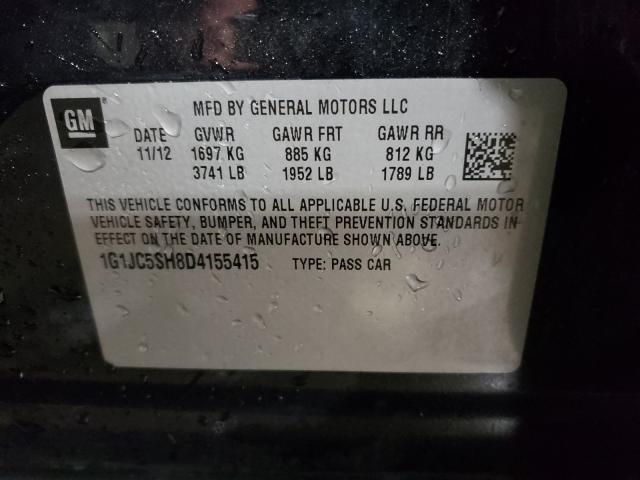 GM
MFD BY GENERAL MOTORS LLC
DATE GVWR GAWR FRT GAWR RR
11/12 1697 KG 885 KG 812 KG
3741 LB 1952 LB 1789 LB
THIS VEHICLE CONFORMS TO ALL APPLICABLE U.S. FEDERAL MOTOR
VEHICLE SAFETY, BUMPER, AND THEFT PREVENTION STANDARDS IN
EFFECT ON THE DATE OF MANUFACTURE SHOWN ABOVE.
1G1JC5SH8D4155415 TYPE: PASS CAR